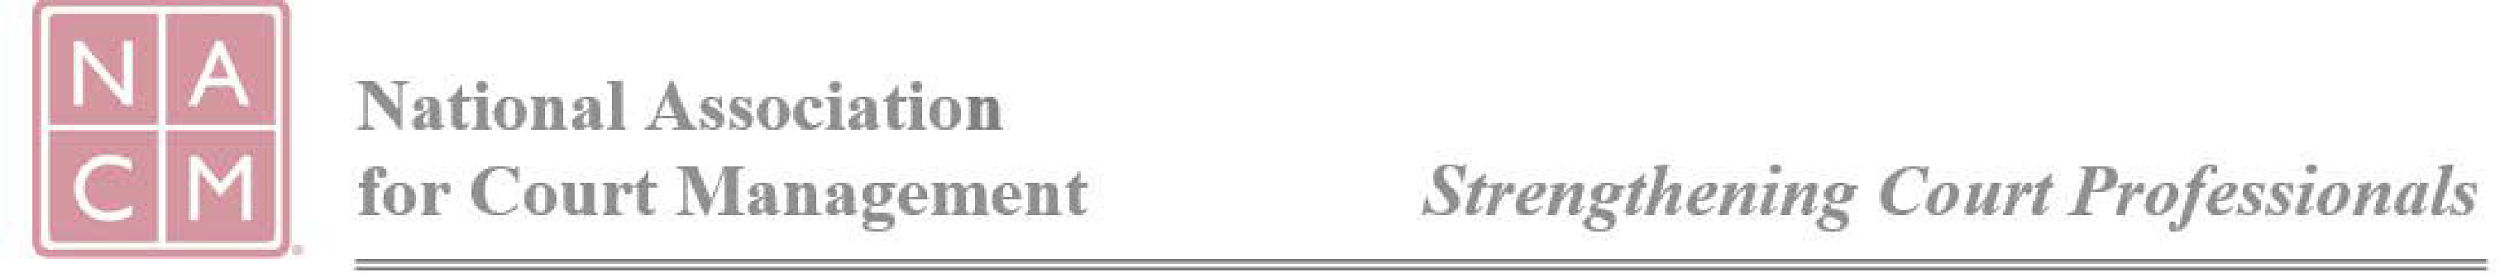 N A
C M
National Association
for Court Management
Strengthening Court Professionals